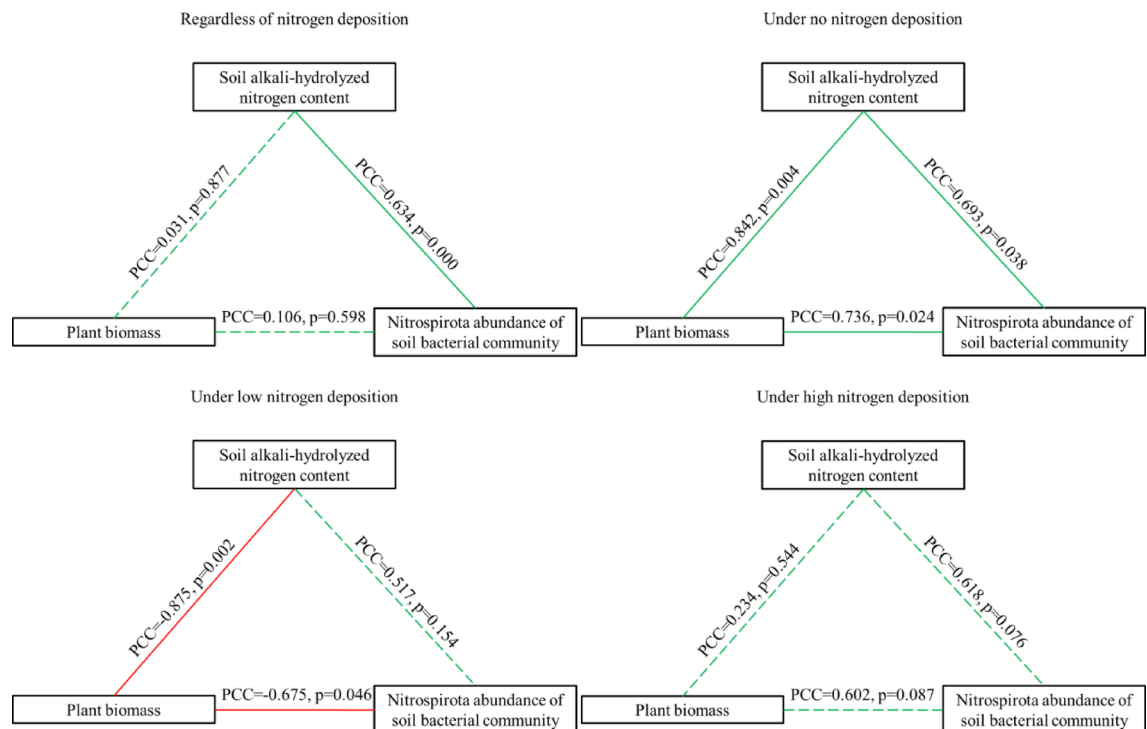 Regardless of nitrogen deposition
Soil alkali-hydrolyzed
nitrogen content
PCC=0.031, p=0.877
PCC=0.634, p=0.000
PCC=0.106, p=0.598
Plant biomass
Nitrospirota abundance of
soil bacterial community
Under no nitrogen deposition
Soil alkali-hydrolyzed
nitrogen content
PCC=0.842, p=0.004
PCC=0.693, p=0.038
PCC=0.736, p=0.024
Plant biomass
Nitrospirota abundance of
soil bacterial community
Under low nitrogen deposition
Soil alkali-hydrolyzed
nitrogen content
PCC=-0.875, p=0.002
PCC=0.517, p=0.154
PCC=-0.675, p=0.046
Plant biomass
Nitrospirota abundance of
soil bacterial community
Under high nitrogen deposition
Soil alkali-hydrolyzed
nitrogen content
PCC=0.234, p=0.544
PCC=0.618, p=0.076
PCC=0.602, p=0.087
Plant biomass
Nitrospirota abundance of
soil bacterial community